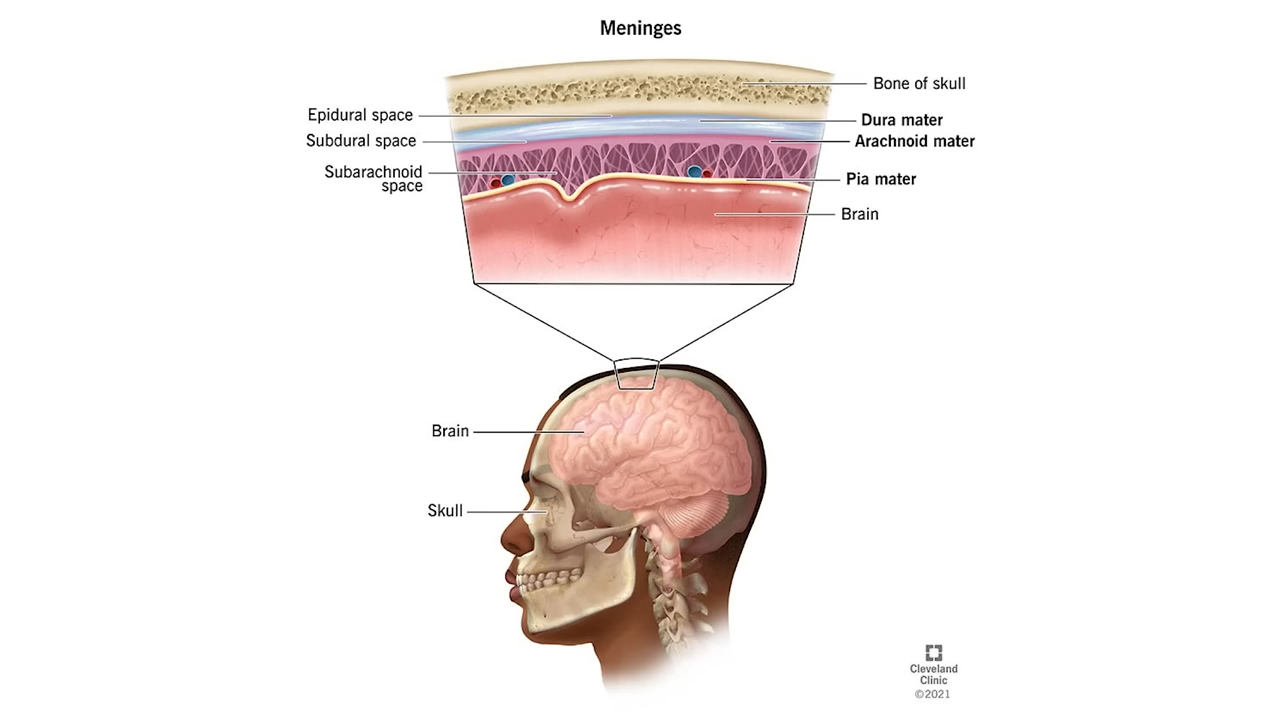 Meninges
Bone of skull
Epidural space
Dura mater
Subdural space
Arachnoid mater
Subarachnoid
space
Pia mater
Brain
Brain
Skull
Cleveland
Clinic
©2021